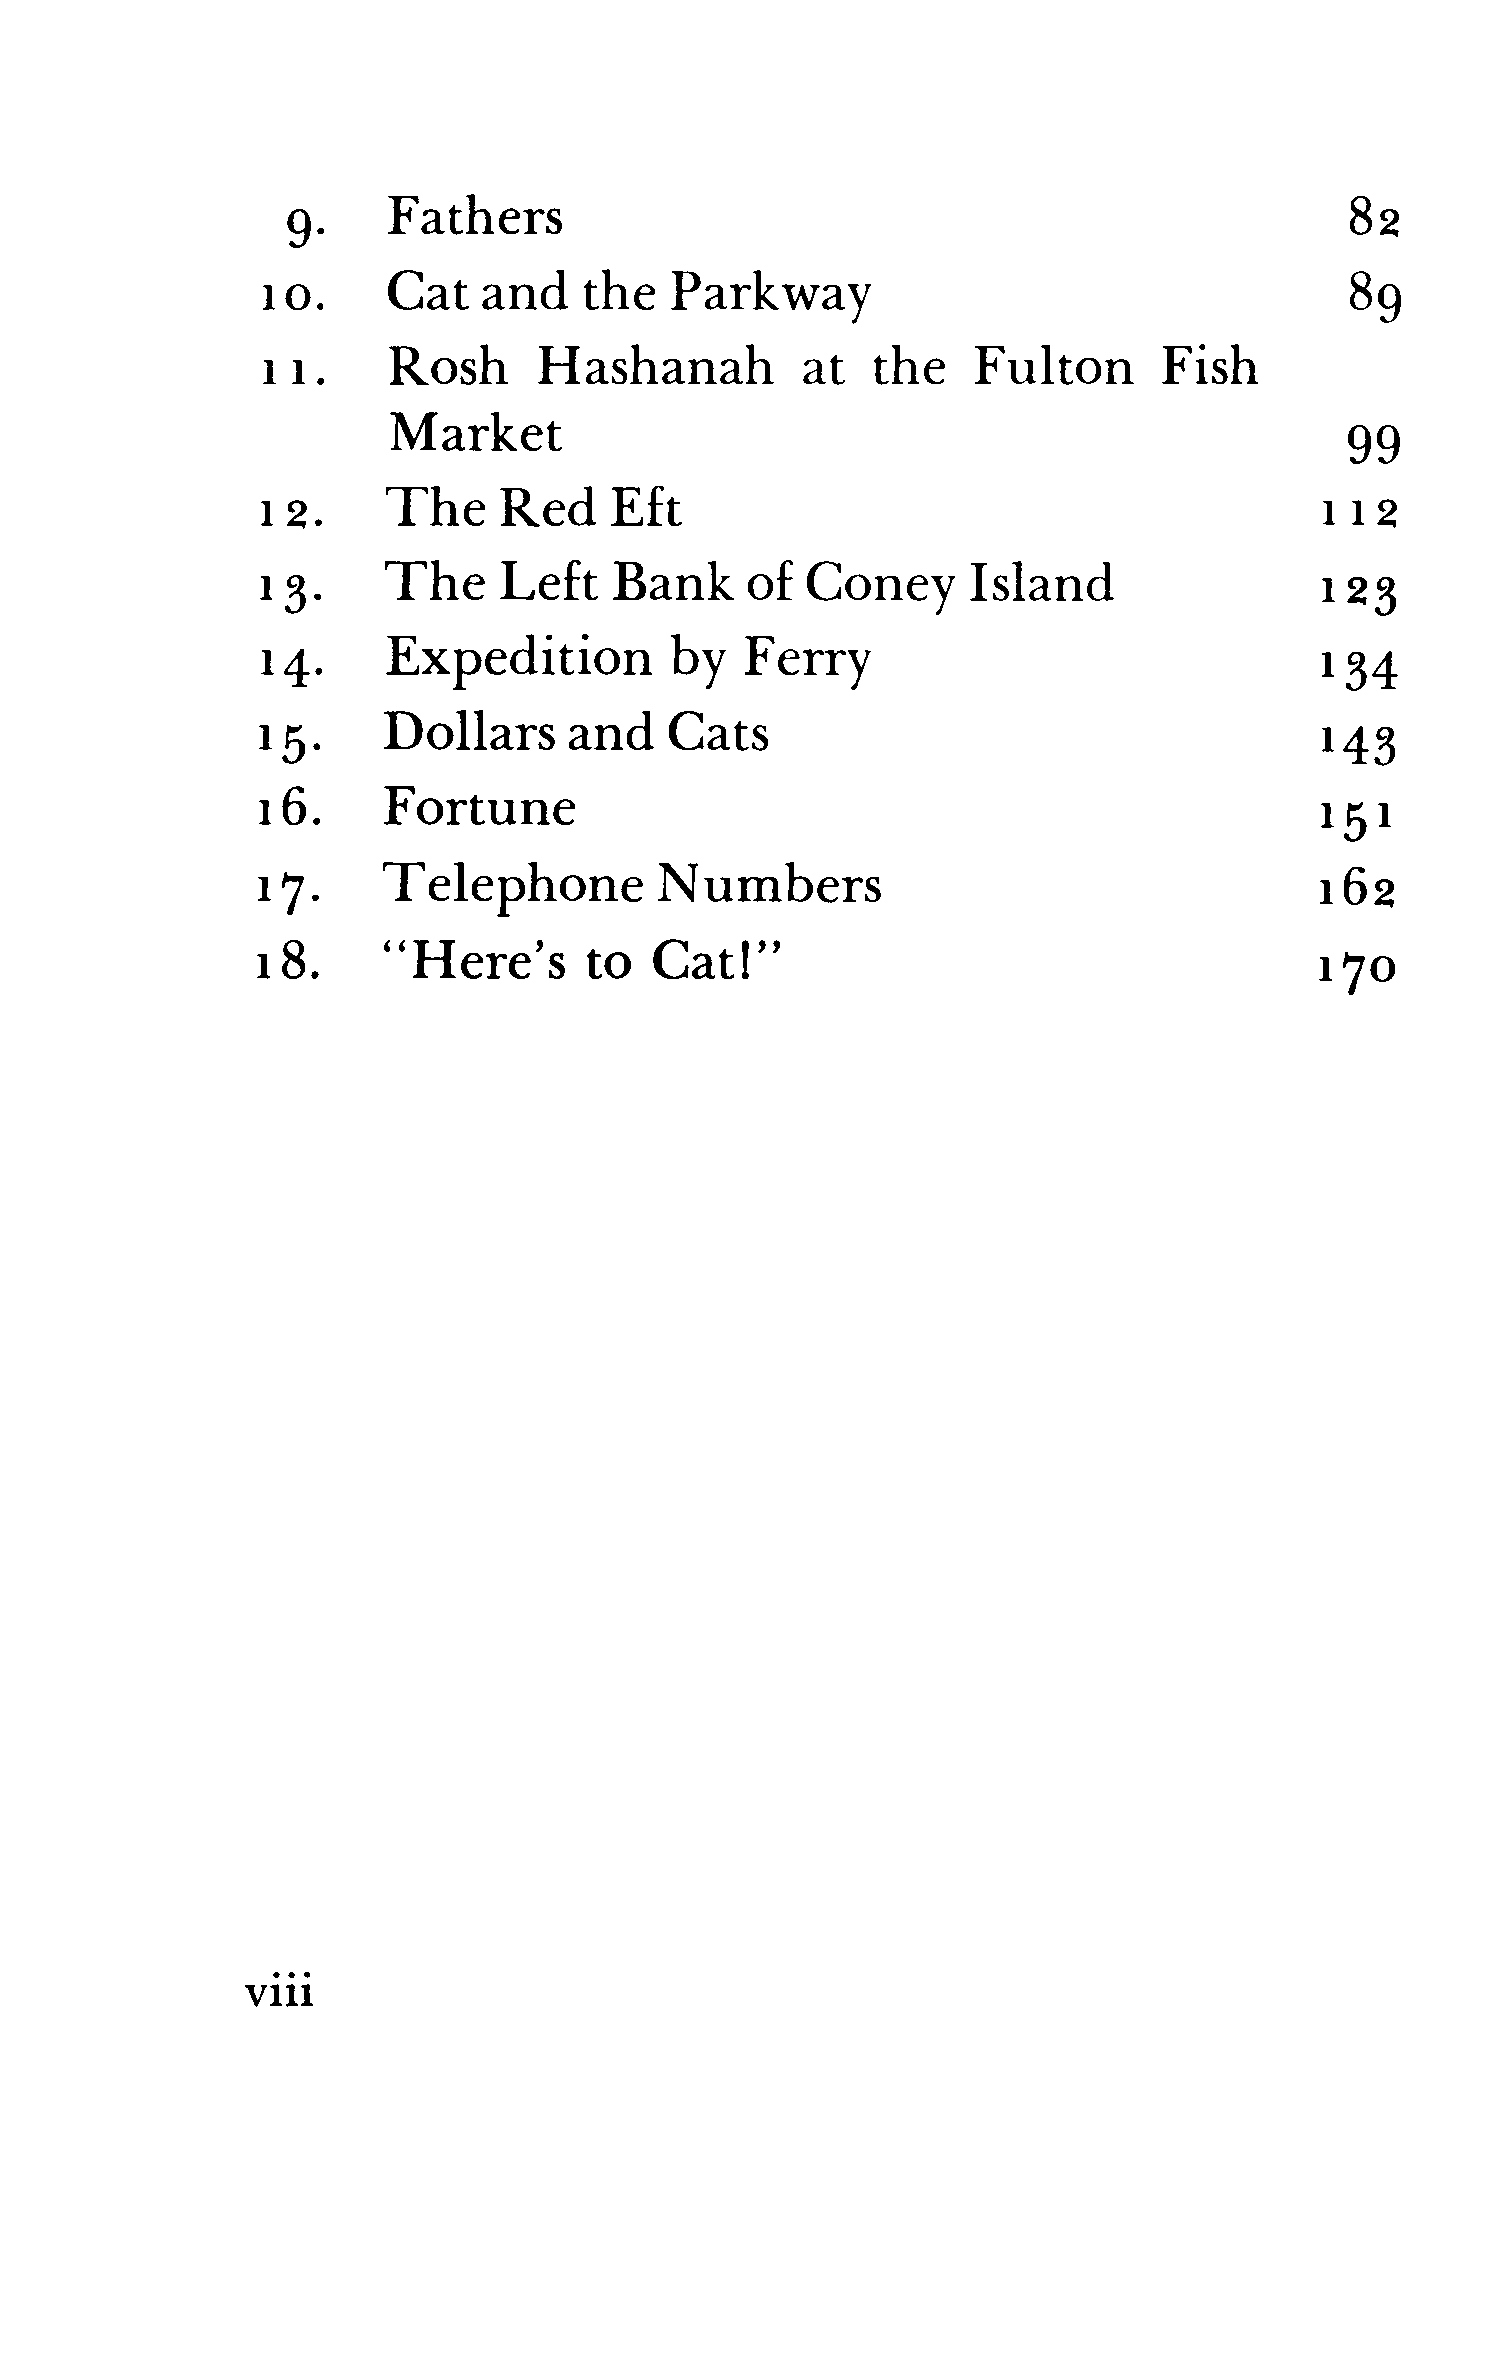 9. Fathers 82
10. Cat and the Parkway 89
11. Rosh Hashanah at the Fulton Fish
Market 99
12. The Red Eft 112
13. The Left Bank of Coney Island 123
14. Expedition by Ferry 134
15. Dollars and Cats 143
16. Fortune 151
17. Telephone Numbers 162
18. “Here’s to Cat!” 170
viii